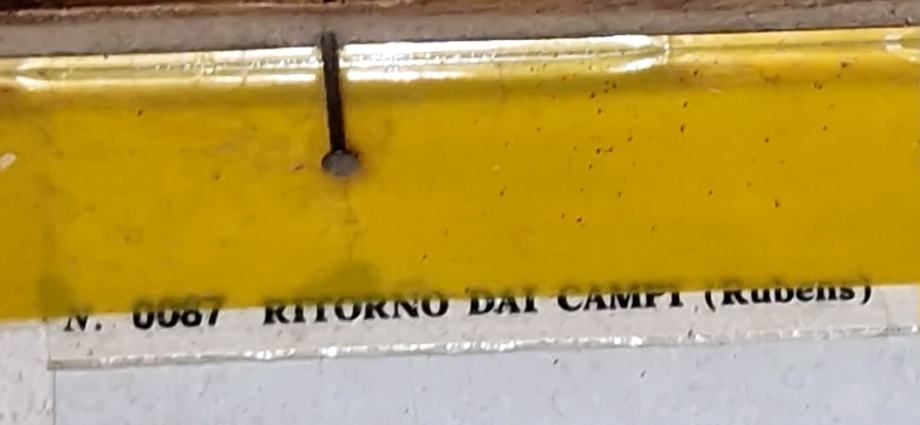 N. 0087 RITORNO DAI CAMPI (Rubens)